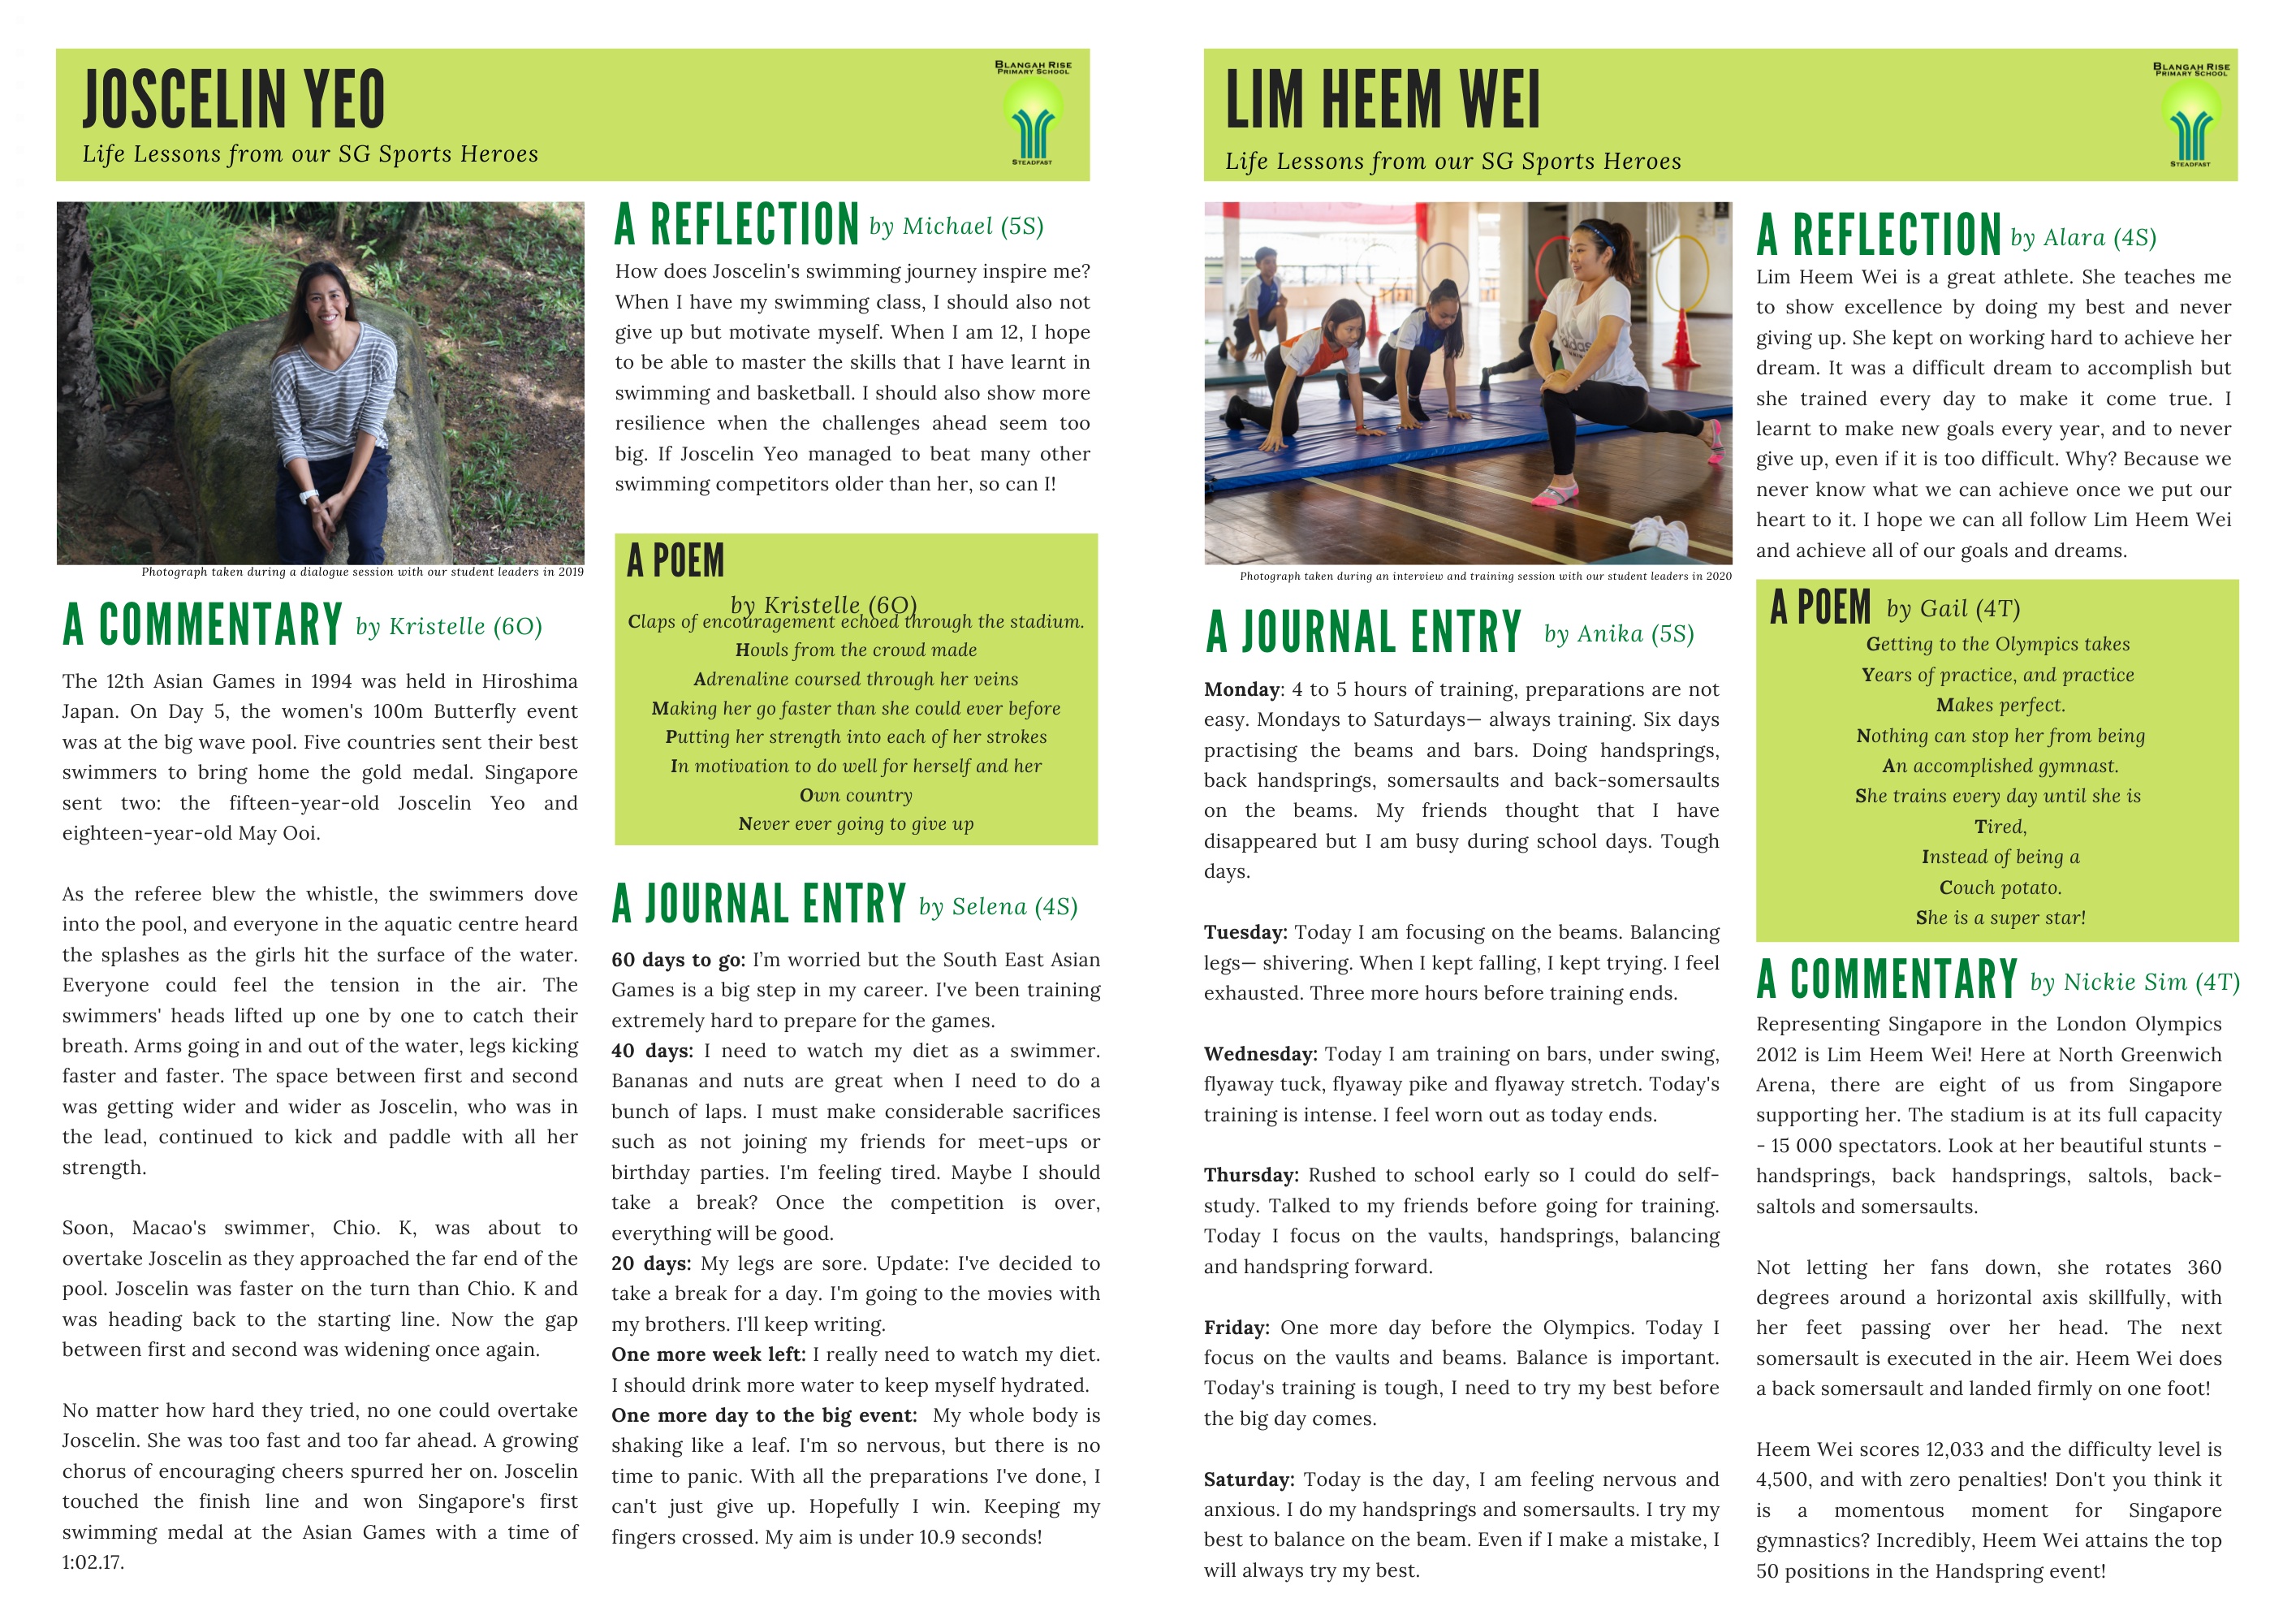 JOSCELIN YEO
Life Lessons from our SG Sports Heroes
BLANGAH RISE
PRIMARY SCHOOL
STEADFAST
Photograph taken during a dialogue session with our student leaders in 2019
A COMMENTARY by Kristelle (6O)
The 12th Asian Games in 1994 was held in Hiroshima
Japan. On Day 5, the women's 100m Butterfly event
was at the big wave pool. Five countries sent their best
swimmers to bring home the gold medal. Singapore
sent two: the fifteen-year-old Joscelin Yeo and
eighteen-year-old May Ooi.
As the referee blew the whistle, the swimmers dove
into the pool, and everyone in the aquatic centre heard
the splashes as the girls hit the surface of the water.
Everyone could feel the tension in the air. The
swimmers' heads lifted up one by one to catch their
breath. Arms going in and out of the water, legs kicking
faster and faster. The space between first and second
was getting wider and wider as Joscelin, who was in
the lead, continued to kick and paddle with all her
strength.
Soon, Macao's swimmer, Chio. K, was about to
overtake Joscelin as they approached the far end of the
pool. Joscelin was faster on the turn than Chio. K and
was heading back to the starting line. Now the gap
between first and second was widening once again.
No matter how hard they tried, no one could overtake
Joscelin. She was too fast and too far ahead. A growing
chorus of encouraging cheers spurred her on. Joscelin
touched the finish line and won Singapore's first
swimming medal at the Asian Games with a time of
1:02.17.
A REFLECTION by Michael (5S)
How does Joscelin's swimming journey inspire me?
When I have my swimming class, I should also not
give up but motivate myself. When I am 12, I hope
to be able to master the skills that I have learnt in
swimming and basketball. I should also show more
resilience when the challenges ahead seem too
big. If Joscelin Yeo managed to beat many other
swimming competitors older than her, so can I!
A POEM
by Kristelle (6O)
Claps of encouragement echoed through the stadium.
Howls from the crowd made
Adrenaline coursed through her veins
Making her go faster than she could ever before
Putting her strength into each of her strokes
In motivation to do well for herself and her
Own country
Never ever going to give up
A JOURNAL ENTRY by Selena (4S)
60 days to go: I’m worried but the South East Asian
Games is a big step in my career. I've been training
extremely hard to prepare for the games.
40 days: I need to watch my diet as a swimmer.
Bananas and nuts are great when I need to do a
bunch of laps. I must make considerable sacrifices
such as not joining my friends for meet-ups or
birthday parties. I'm feeling tired. Maybe I should
take a break? Once the competition is over,
everything will be good.
20 days: My legs are sore. Update: I've decided to
take a break for a day. I'm going to the movies with
my brothers. I'll keep writing.
One more week left: I really need to watch my diet.
I should drink more water to keep myself hydrated.
One more day to the big event: My whole body is
shaking like a leaf. I'm so nervous, but there is no
time to panic. With all the preparations I've done, I
can't just give up. Hopefully I win. Keeping my
fingers crossed. My aim is under 10.9 seconds!
LIM HEEM WEI
Life Lessons from our SG Sports Heroes
BLANGAH RISE
PRIMARY SCHOOL
STEADFAST
adidas
Photograph taken during an interview and training session with our student leaders in 2020
A JOURNAL ENTRY by Anika (5S)
Monday: 4 to 5 hours of training, preparations are not
easy. Mondays to Saturdays— always training. Six days
practising the beams and bars. Doing handsprings,
back handsprings, somersaults and back-somersaults
on the beams. My friends thought that I have
disappeared but I am busy during school days. Tough
days.
Tuesday: Today I am focusing on the beams. Balancing
legs— shivering. When I kept falling, I kept trying. I feel
exhausted. Three more hours before training ends.
Wednesday: Today I am training on bars, under swing,
flyaway tuck, flyaway pike and flyaway stretch. Today's
training is intense. I feel worn out as today ends.
Thursday: Rushed to school early so I could do self-
study. Talked to my friends before going for training.
Today I focus on the vaults, handsprings, balancing
and handspring forward.
Friday: One more day before the Olympics. Today I
focus on the vaults and beams. Balance is important.
Today's training is tough, I need to try my best before
the big day comes.
Saturday: Today is the day, I am feeling nervous and
anxious. I do my handsprings and somersaults. I try my
best to balance on the beam. Even if I make a mistake, I
will always try my best.
A REFLECTION by Alara (4S)
Lim Heem Wei is a great athlete. She teaches me
to show excellence by doing my best and never
giving up. She kept on working hard to achieve her
dream. It was a difficult dream to accomplish but
she trained every day to make it come true. I
learnt to make new goals every year, and to never
give up, even if it is too difficult. Why? Because we
never know what we can achieve once we put our
heart to it. I hope we can all follow Lim Heem Wei
and achieve all of our goals and dreams.
A POEM by Gail (4T)
Getting to the Olympics takes
Years of practice, and practice
Makes perfect.
Nothing can stop her from being
An accomplished gymnast.
She trains every day until she is
Tired,
Instead of being a
Couch potato.
She is a super star!
A COMMENTARY by Nickie Sim (4T)
Representing Singapore in the London Olympics
2012 is Lim Heem Wei! Here at North Greenwich
Arena, there are eight of us from Singapore
supporting her. The stadium is at its full capacity
- 15 000 spectators. Look at her beautiful stunts -
handsprings, back handsprings, saltols, back-
saltols and somersaults.
Not letting her fans down, she rotates 360
degrees around a horizontal axis skillfully, with
her feet passing over her head. The next
somersault is executed in the air. Heem Wei does
a back somersault and landed firmly on one foot!
Heem Wei scores 12,033 and the difficulty level is
4,500, and with zero penalties! Don't you think it
is a momentous moment for Singapore
gymnastics? Incredibly, Heem Wei attains the top
50 positions in the Handspring event!